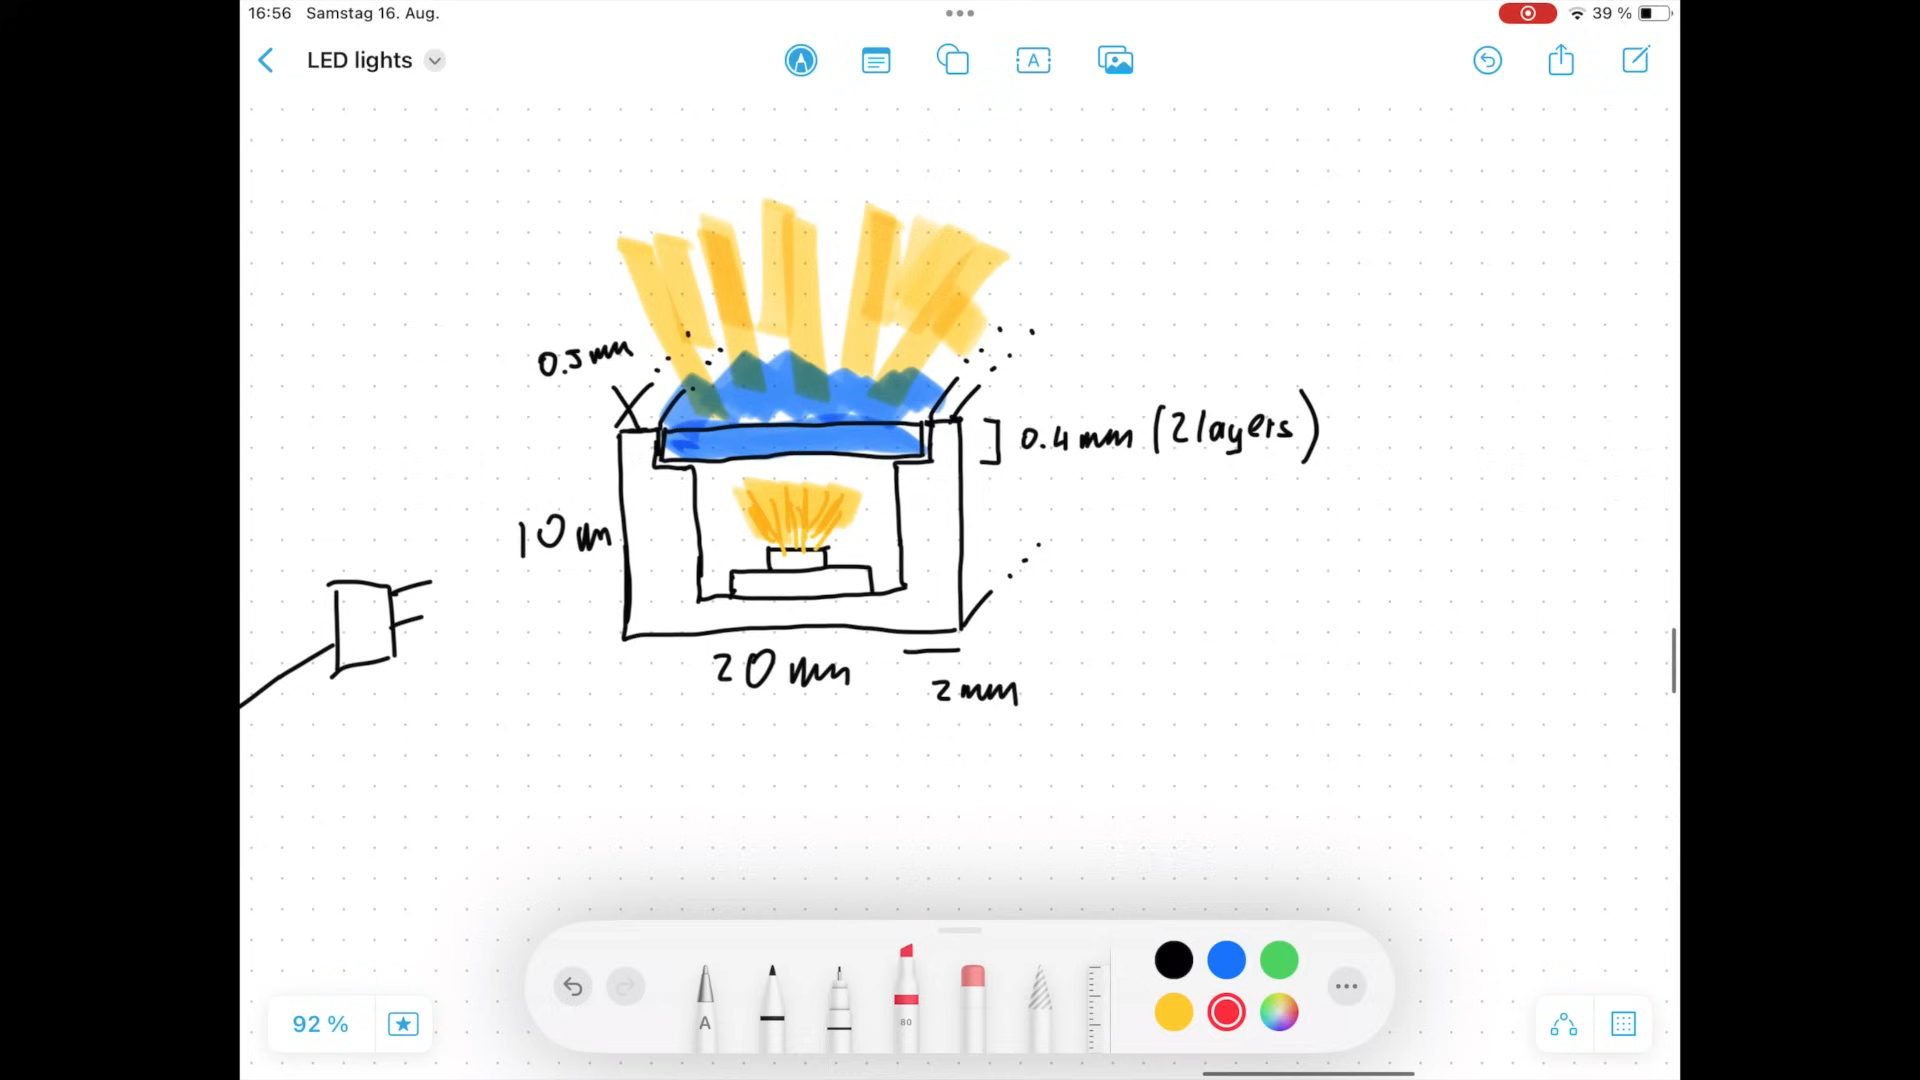 16:56 Samstag 16. Aug.
39 %
LED lights
A
0.5 mm
0.4 mm (2 layers)
10 mm
20 mm
2 mm
92 %
A
80